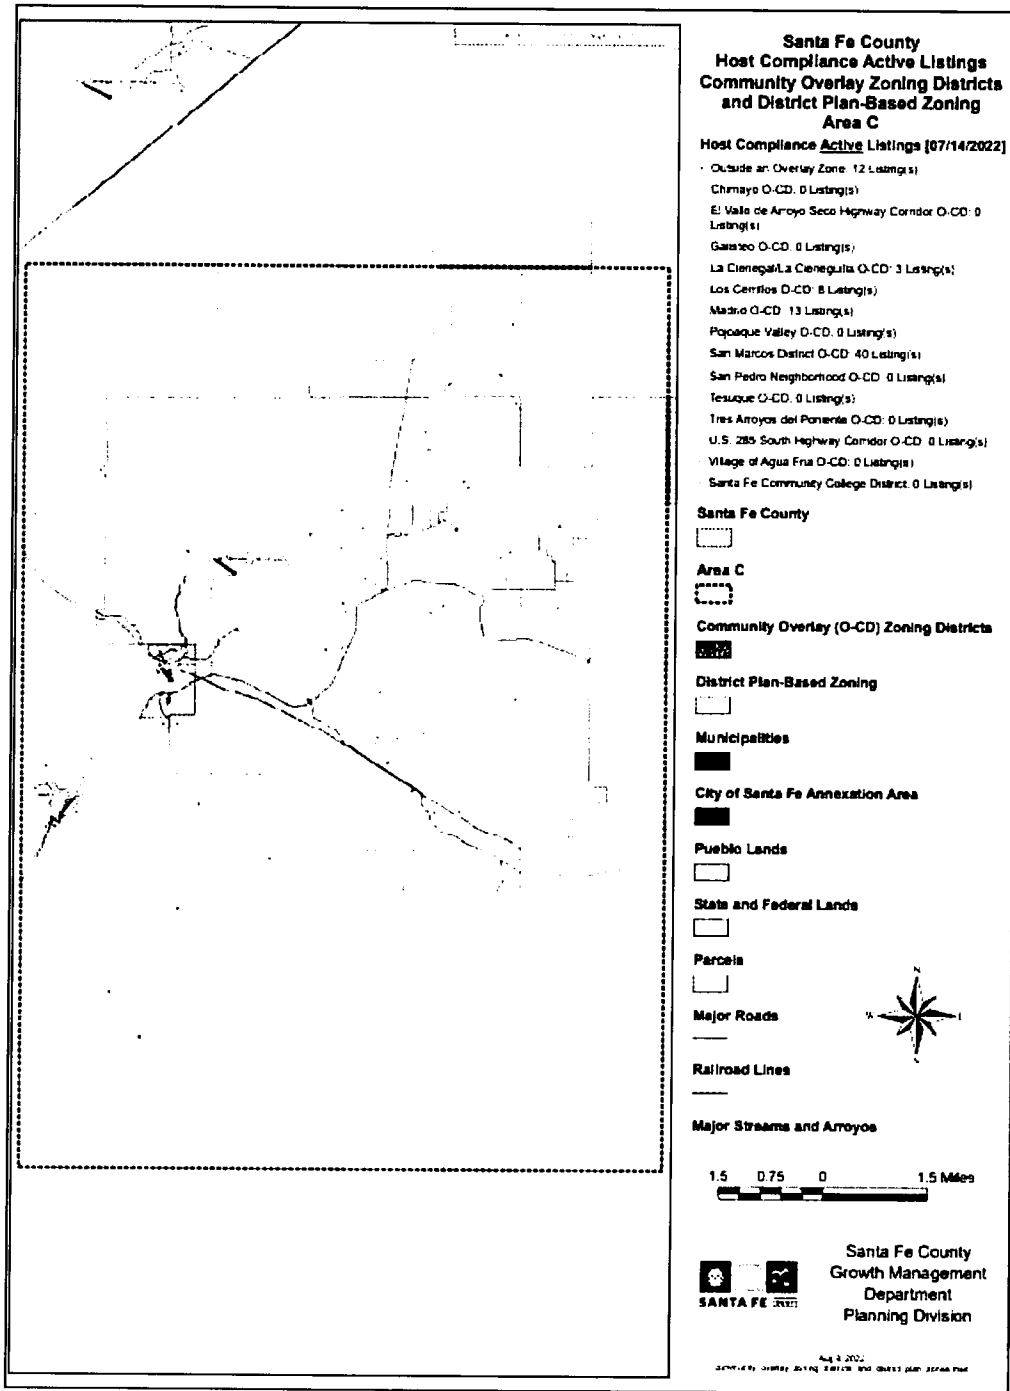 Santa Fe County
Host Compliance Active Listings
Community Overlay Zoning Districts
and District Plan-Based Zoning
Area C
Host Compliance Active Listings [07/14/2022]
Outside an Overlay Zone: 12 Listing(s)
Chimayo O-CD: 0 Listing(s)
El Valle de Arroyo Seco Highway Corridor O-CD: 0
Listing(s)
Galisteo O-CD: 0 Listing(s)
La Cienega/La Cieneguilla O-CD: 3 Listing(s)
Los Cerrillos O-CD: 8 Listing(s)
Madrid O-CD: 13 Listing(s)
Pojoaque Valley O-CD: 0 Listing(s)
San Marcos District O-CD: 40 Listing(s)
San Pedro Neighborhood O-CD: 0 Listing(s)
Tesuque O-CD: 0 Listing(s)
Tres Arroyos del Poniente O-CD: 0 Listing(s)
U.S. 285 South Highway Corridor O-CD: 0 Listing(s)
Village of Agua Fria O-CD: 0 Listing(s)
Santa Fe Community College District: 0 Listing(s)
Santa Fe County
Area C
Community Overlay (O-CD) Zoning Districts
District Plan-Based Zoning
Municipalities
City of Santa Fe Annexation Area
Pueblo Lands
State and Federal Lands
Parcels
N
W
Major Roads
Railroad Lines
Major Streams and Arroyos
1.5 0.75 0 1.5 Miles
SANTA FE
Santa Fe County
Growth Management
Department
Planning Division